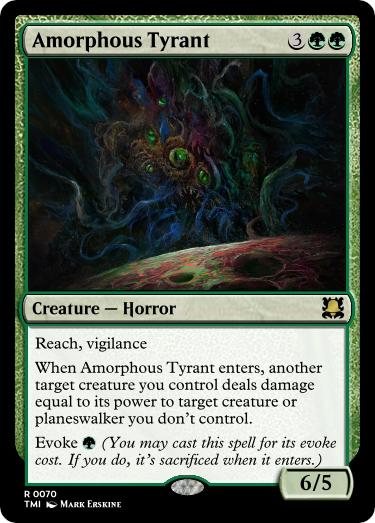 Amorphous Tyrant 3
Creature — Horror
Reach, vigilance
When Amorphous Tyrant enters, another
target creature you control deals damage
equal to its power to target creature or
planeswalker you don’t control.
Evoke (You may cast this spell for its evoke
cost. If you do, it’s sacrificed when it enters.)
6/5
R 0070
TMI Mark Erskine